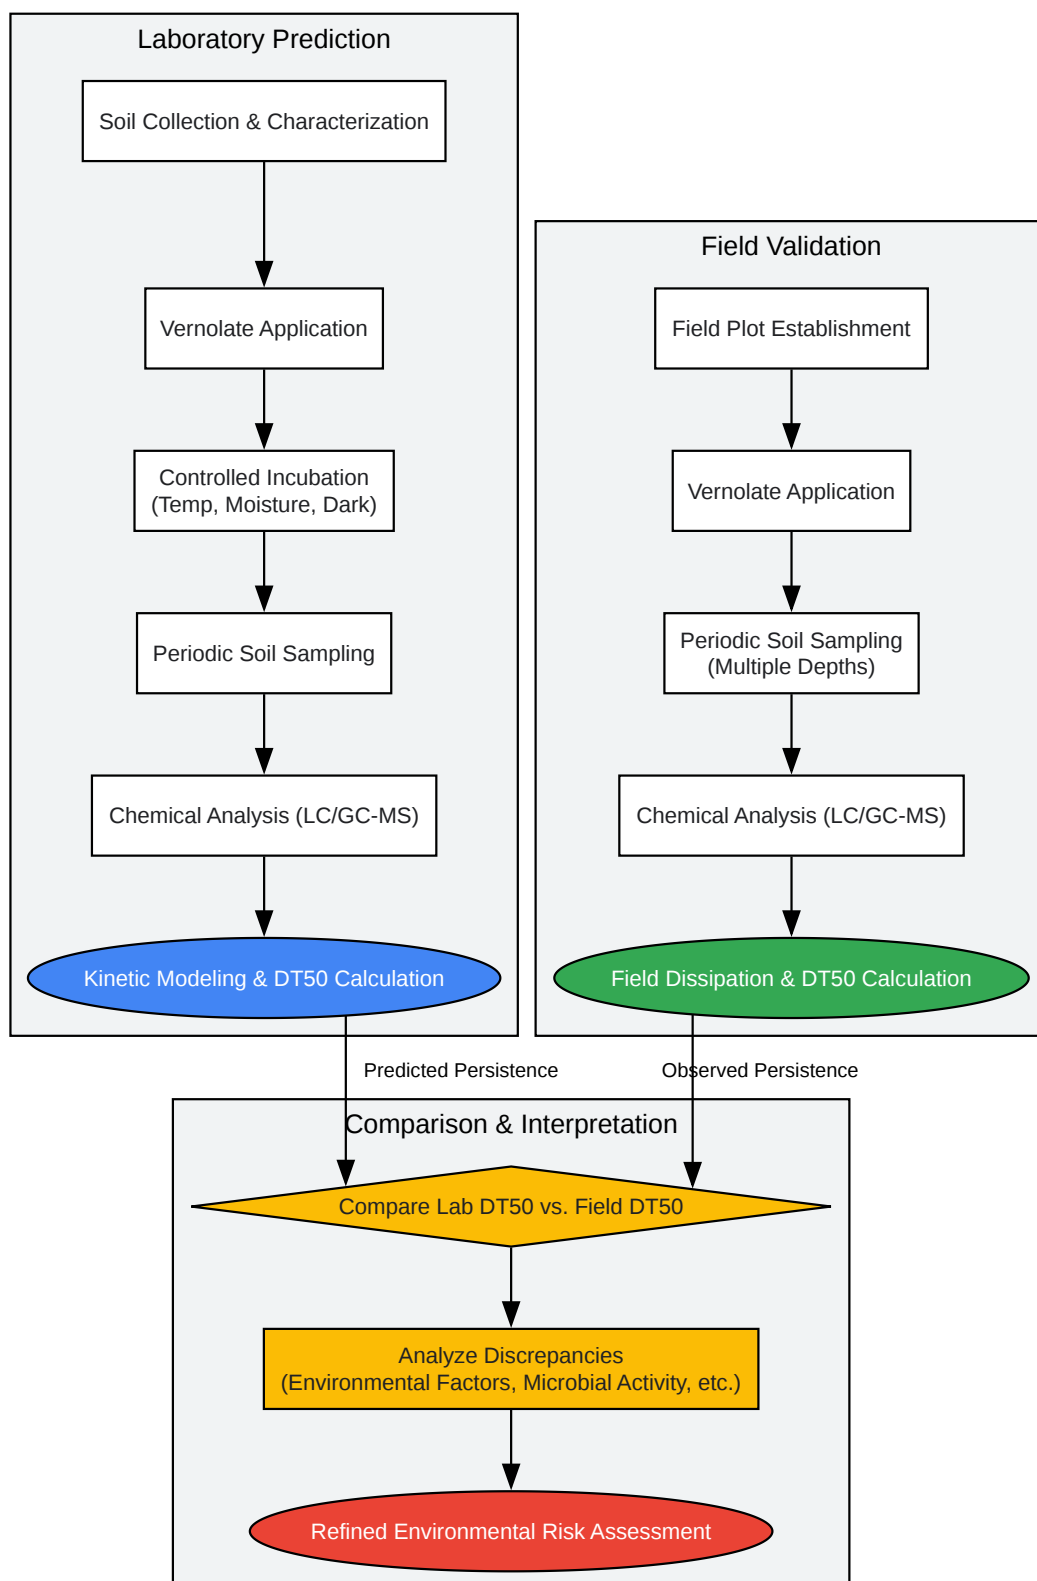 Laboratory Prediction
Soil Collection & Characterization
Vernolate Application
Controlled Incubation
(Temp, Moisture, Dark)
Periodic Soil Sampling
Chemical Analysis (LC/GC-MS)
Kinetic Modeling & DT50 Calculation
Field Validation
Field Plot Establishment
Vernolate Application
Periodic Soil Sampling
(Multiple Depths)
Chemical Analysis (LC/GC-MS)
Field Dissipation & DT50 Calculation
Predicted Persistence
Observed Persistence
Comparison & Interpretation
Compare Lab DT50 vs. Field DT50
Analyze Discrepancies
(Environmental Factors, Microbial Activity, etc.)
Refined Environmental Risk Assessment